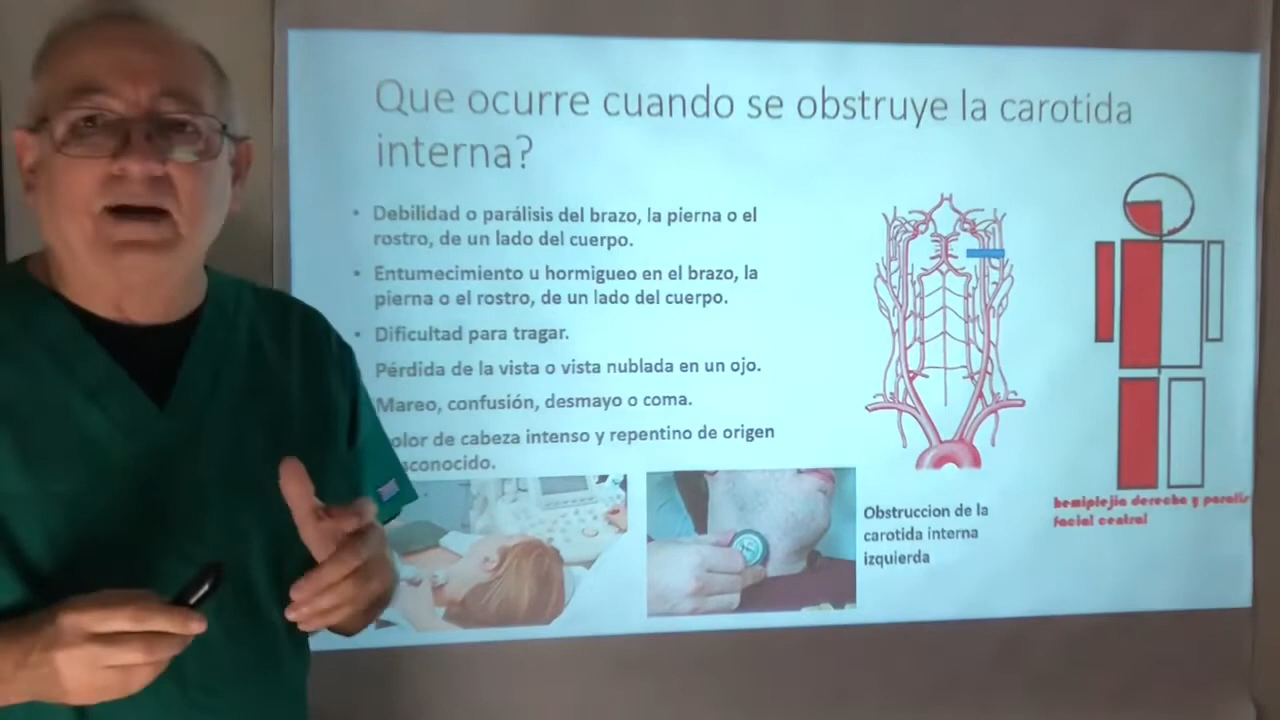 Que ocurre cuando se obstruye la carotida
interna?
• Debilidad o parálisis del brazo, la pierna o el
rostro, de un lado del cuerpo.
• Entumecimiento u hormigueo en el brazo, la
pierna o el rostro, de un lado del cuerpo.
• Dificultad para tragar.
Pérdida de la vista o vista nublada en un ojo.
Mareo, confusión, desmayo o coma.
olor de cabeza intenso y repentino de origen
sconocido.
Obstruccion de la
carotida interna
izquierda
hemiplejia derecha y paralis
facial central